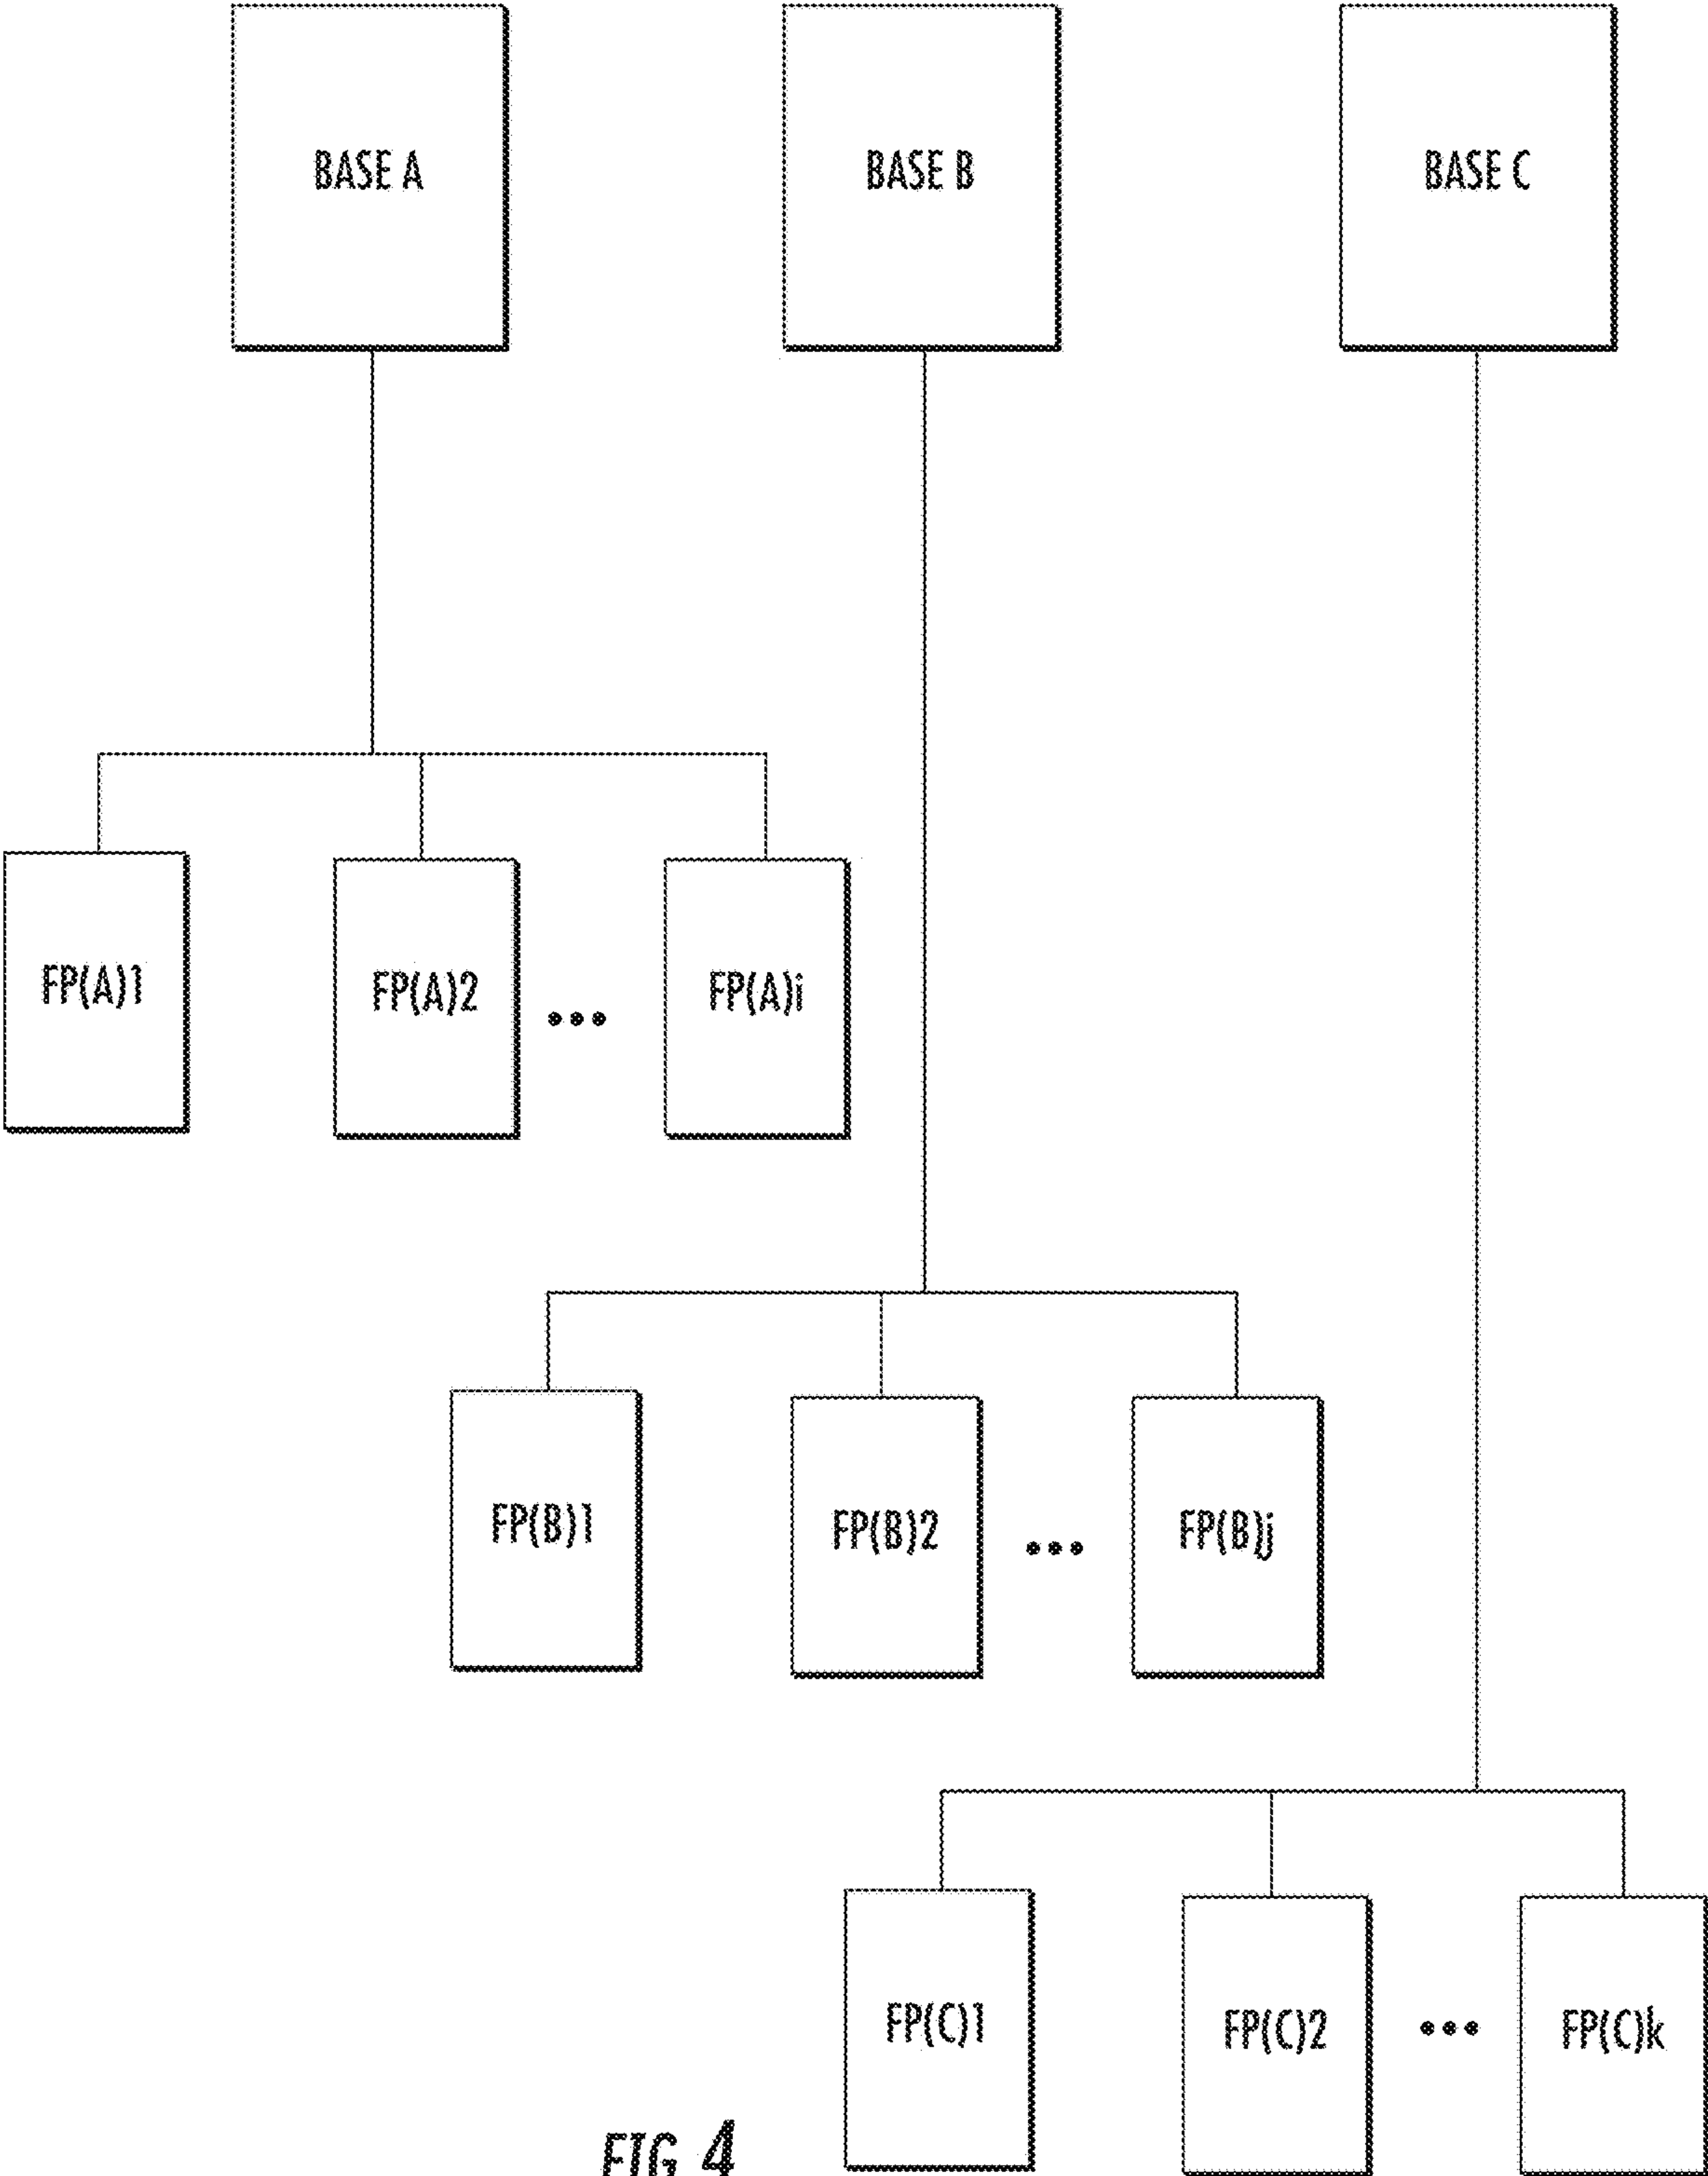 BASE A
BASE B
BASE C
FP(A)1
FP(A)2
•••
FP(A)i
FP(B)1
FP(B)2
•••
FP(B)j
FP(C)1
FP(C)2
•••
FP(C)k
FIG. 4